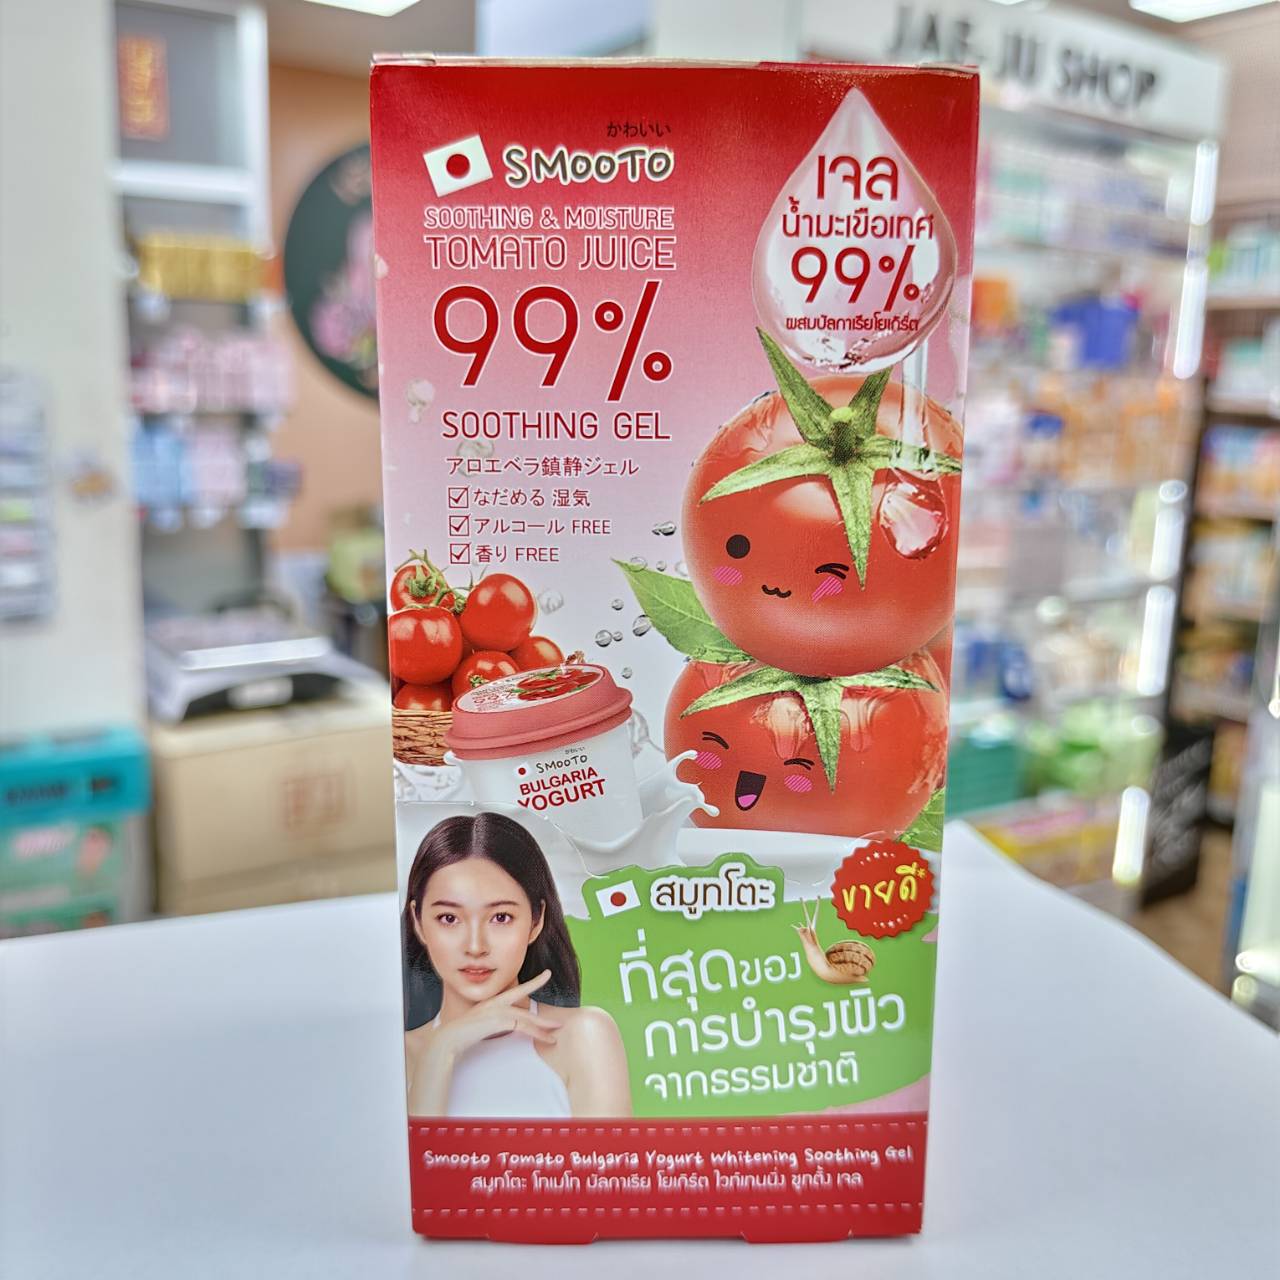 JAE-JU SHOP
かわいい
SMOOTO
SOOTHING & MOISTURE
TOMATO JUICE
99%
SOOTHING GEL
アロエベラ鎮静ジェル
なだめる 湿気
アルコール FREE
香り FREE
เจล
น้ำมะเขือเทศ
99%
ผสมบัลกาเรียโยเกิร์ต
99%
かわいい
SMOOTO
BULGARIA
YOGURT
สมูทโตะ
ขายดี*
ที่สุดของ
การบำรุงผิว
จากธรรมชาติ
Smooto Tomato Bulgaria Yogurt Whitening Soothing Gel
สมูทโตะ โทเมโท บัลกาเรีย โยเกิร์ต ไวท์เทนนิ่ง ซูทติ้ง เจล